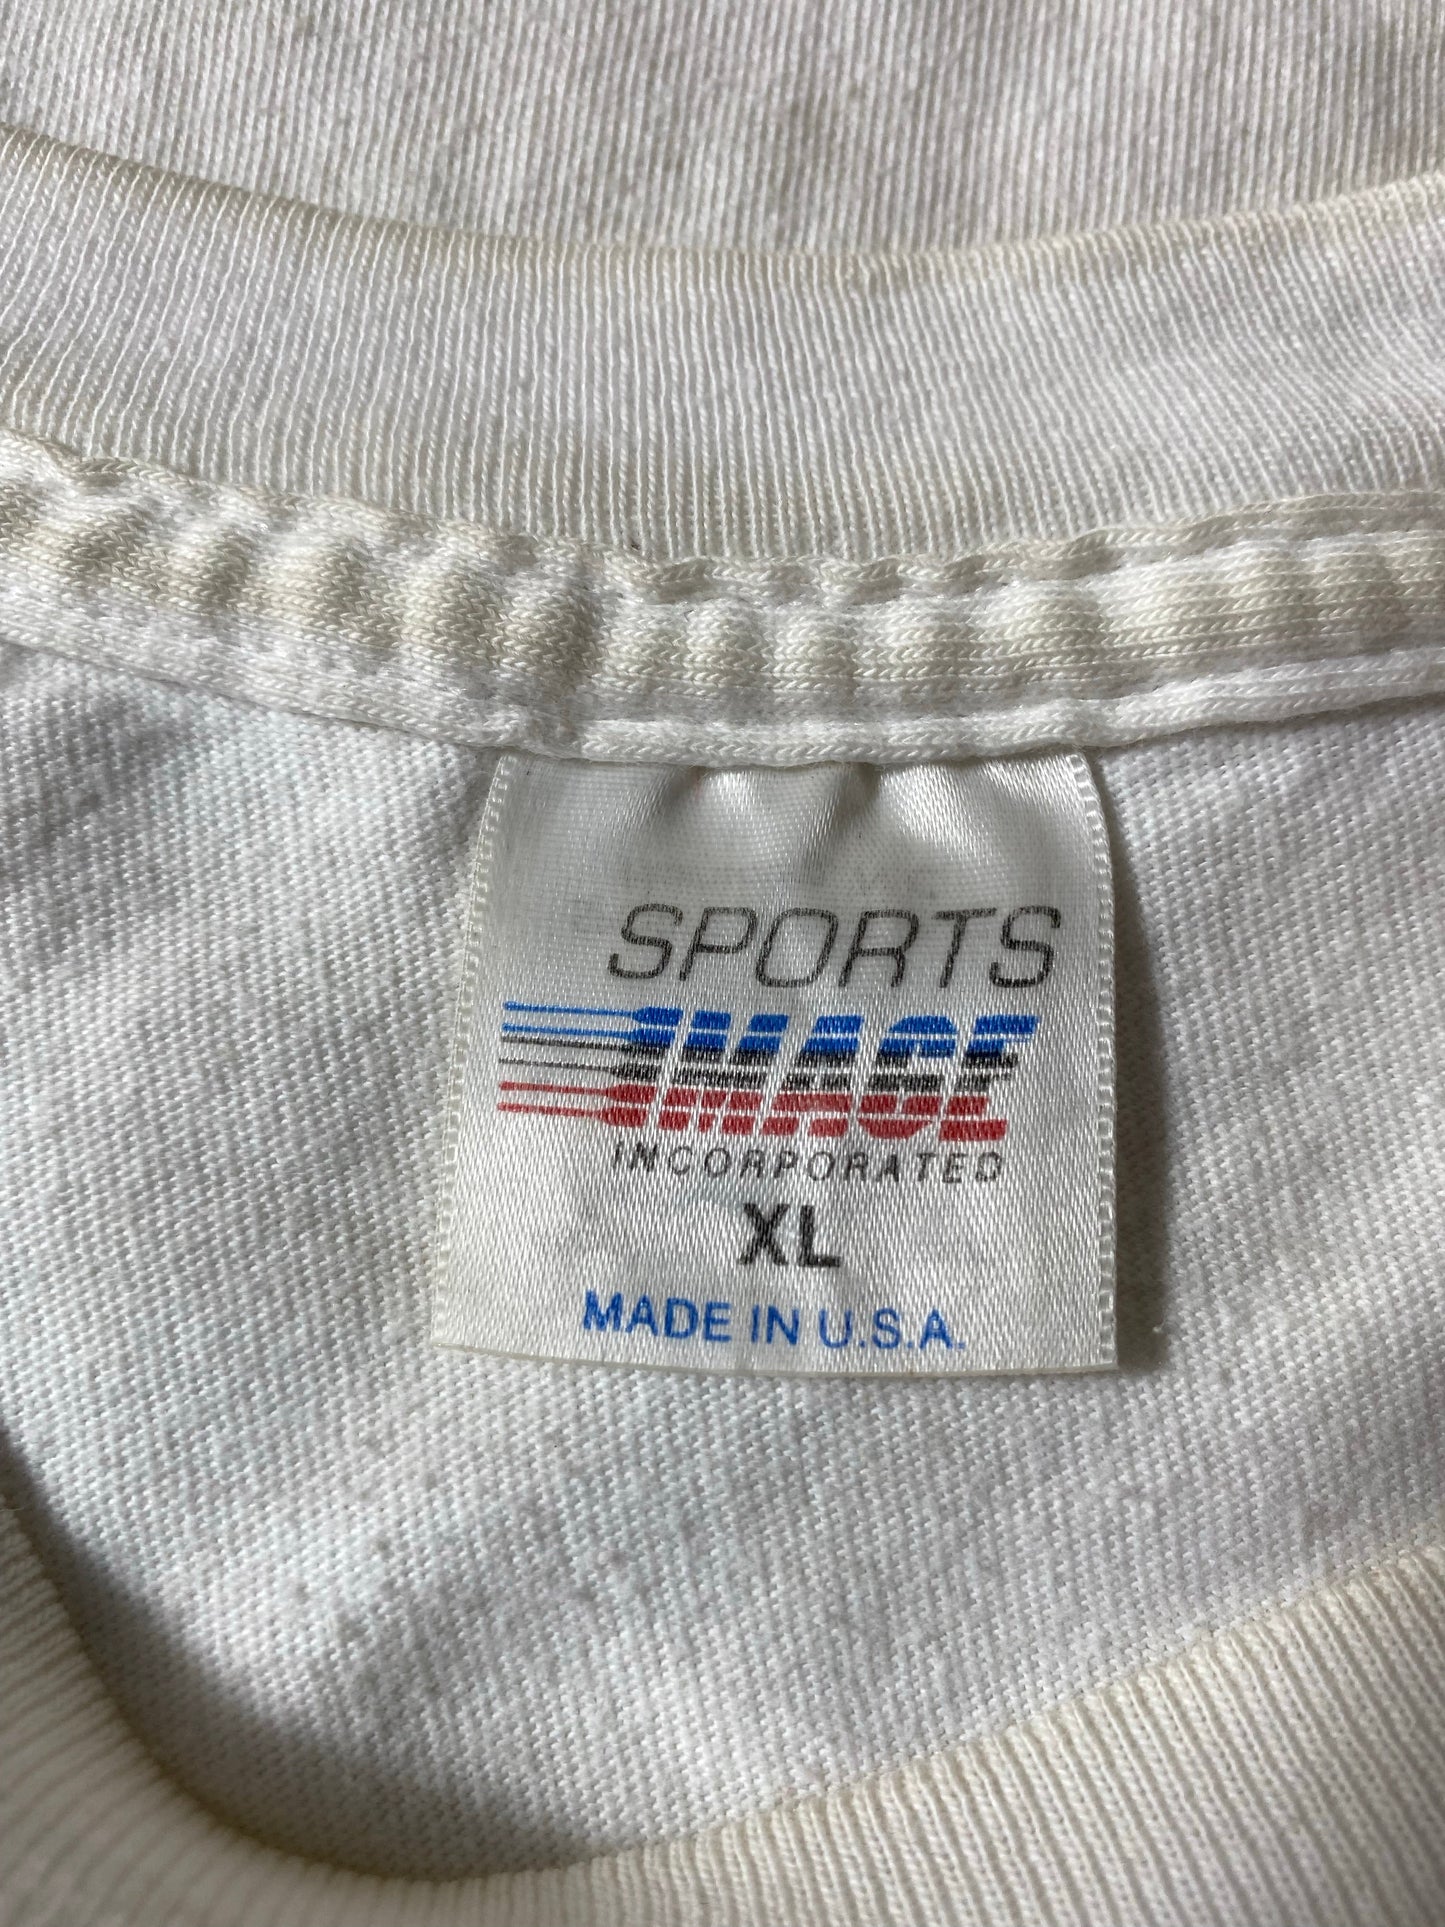 SPORTS
IMAGE
INCORPORATED
XL
MADE IN U.S.A.